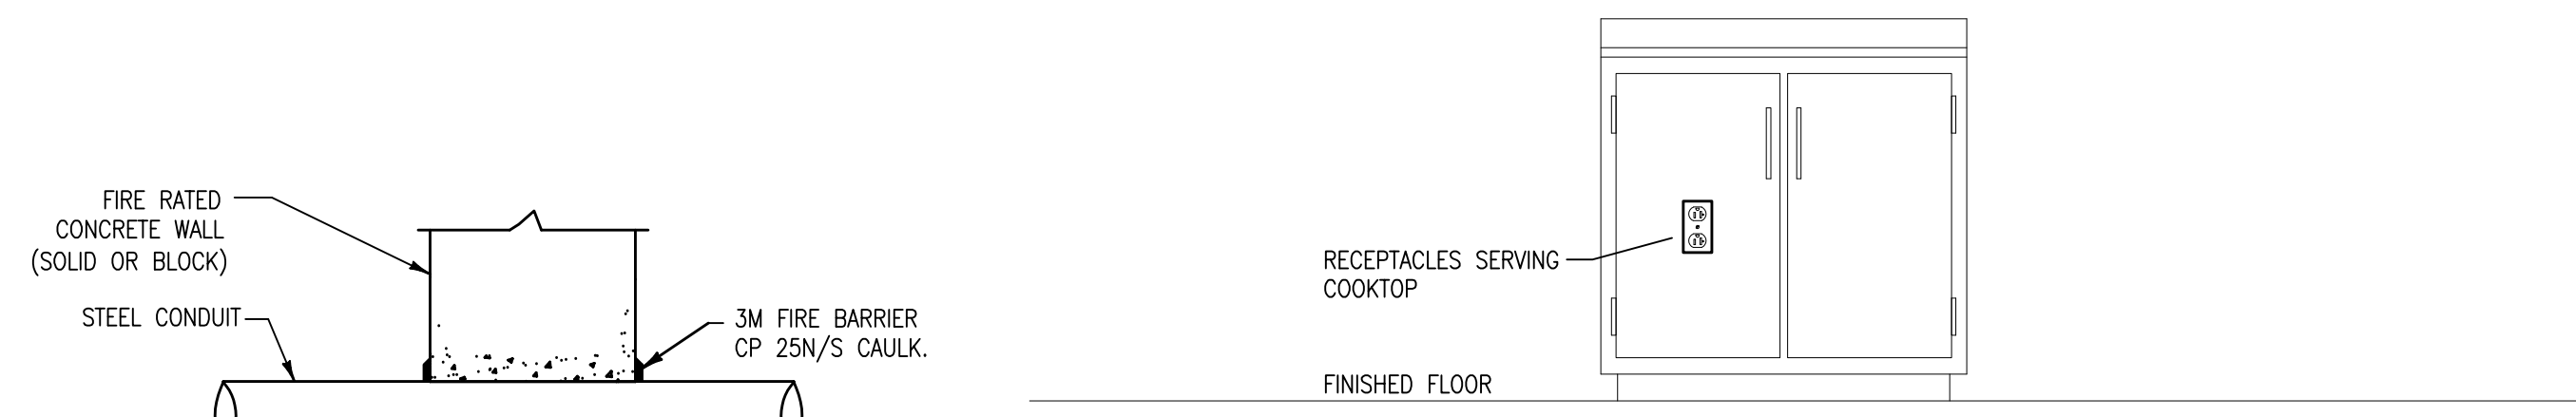 FIRE RATED
CONCRETE WALL
(SOLID OR BLOCK)
STEEL CONDUIT
3M FIRE BARRIER
CP 25N/S CAULK.
RECEPTACLES SERVING
COOKTOP
FINISHED FLOOR